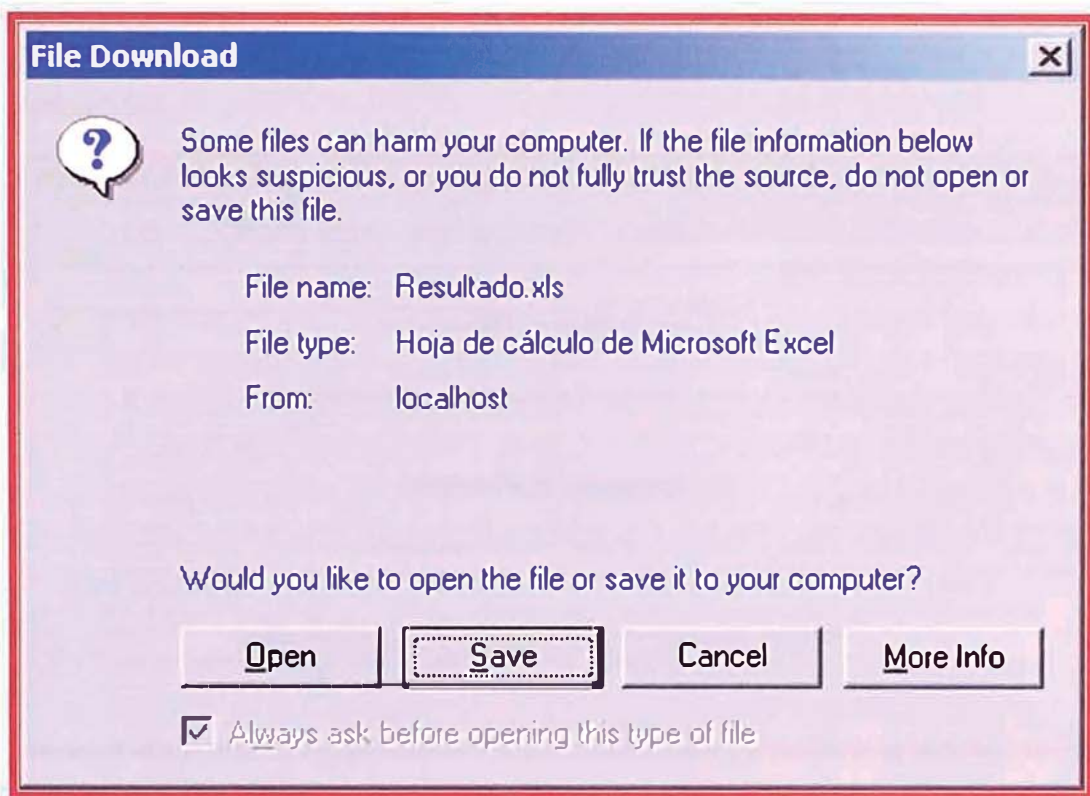 File Download
Some files can harm your computer. If the file information below
looks suspicious, or you do not fully trust the source, do not open or
save this file.
File name: Resultado.xls
File type: Hoja de cálculo de Microsoft Excel
From: localhost
Would you like to open the file or save it to your computer?
Open Save Cancel More Info
Always ask before opening this type of file